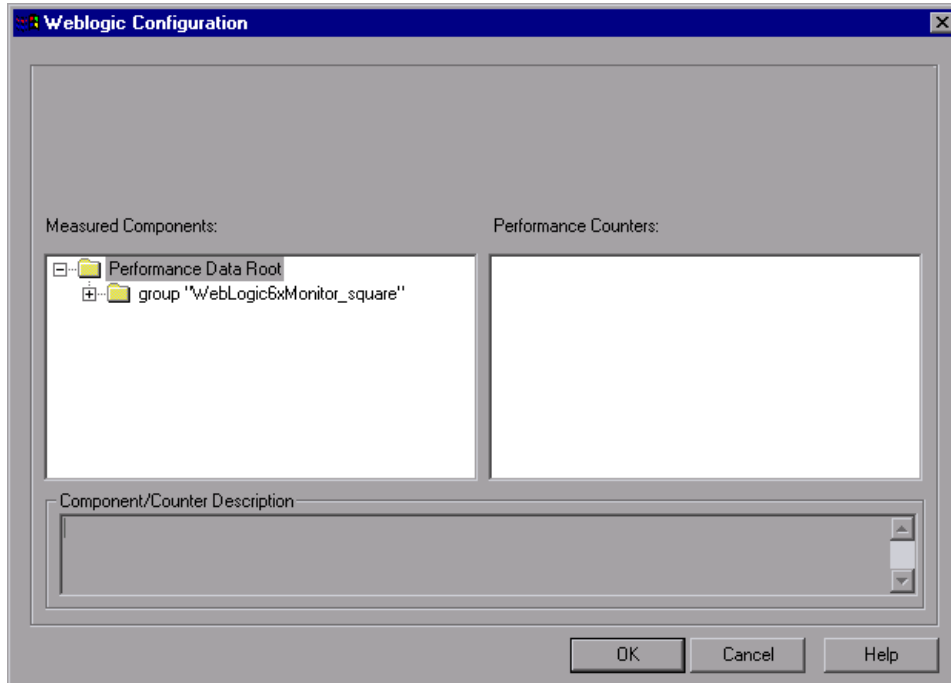 Weblogic Configuration
Measured Components:
Performance Counters:
Performance Data Root
group "WebLogic6xMonitor_square"
Component/Counter Description
OK
Cancel
Help